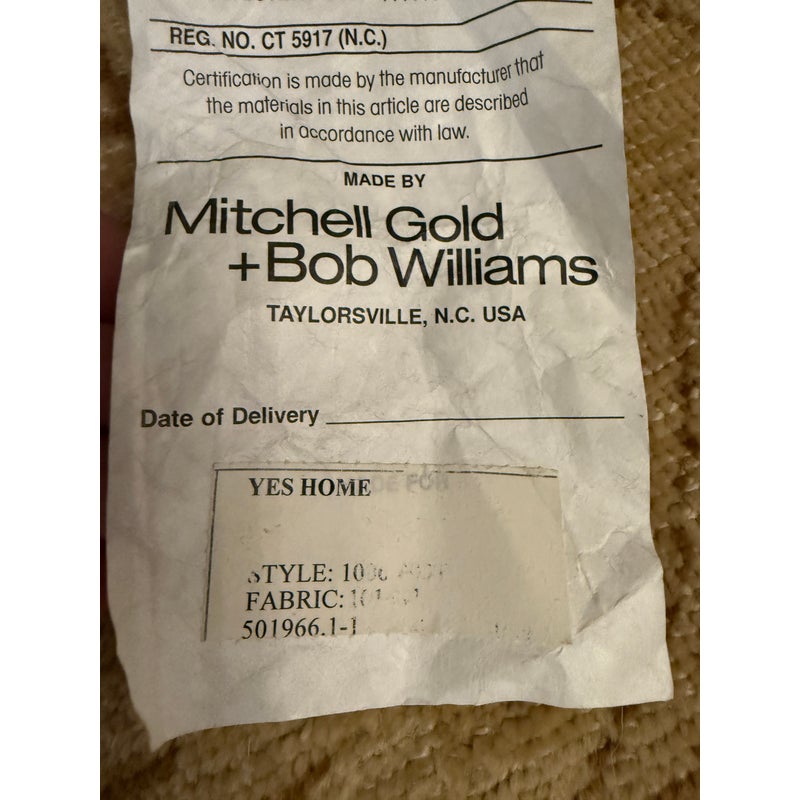 REG. NO. CT 5917 (N.C.)
Certification is made by the manufacturer that
the materials in this article are described
in accordance with law.
MADE BY
Mitchell Gold
+Bob Williams
TAYLORSVILLE, N.C. USA
Date of Delivery
YES HOME
STYLE:
FABRIC:
501966.1-1